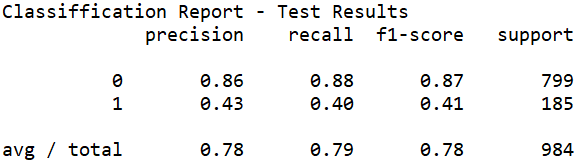 Classiffication Report - Test Results
precision recall f1-score support
0 0.86 0.88 0.87 799
1 0.43 0.40 0.41 185
avg / total 0.78 0.79 0.78 984